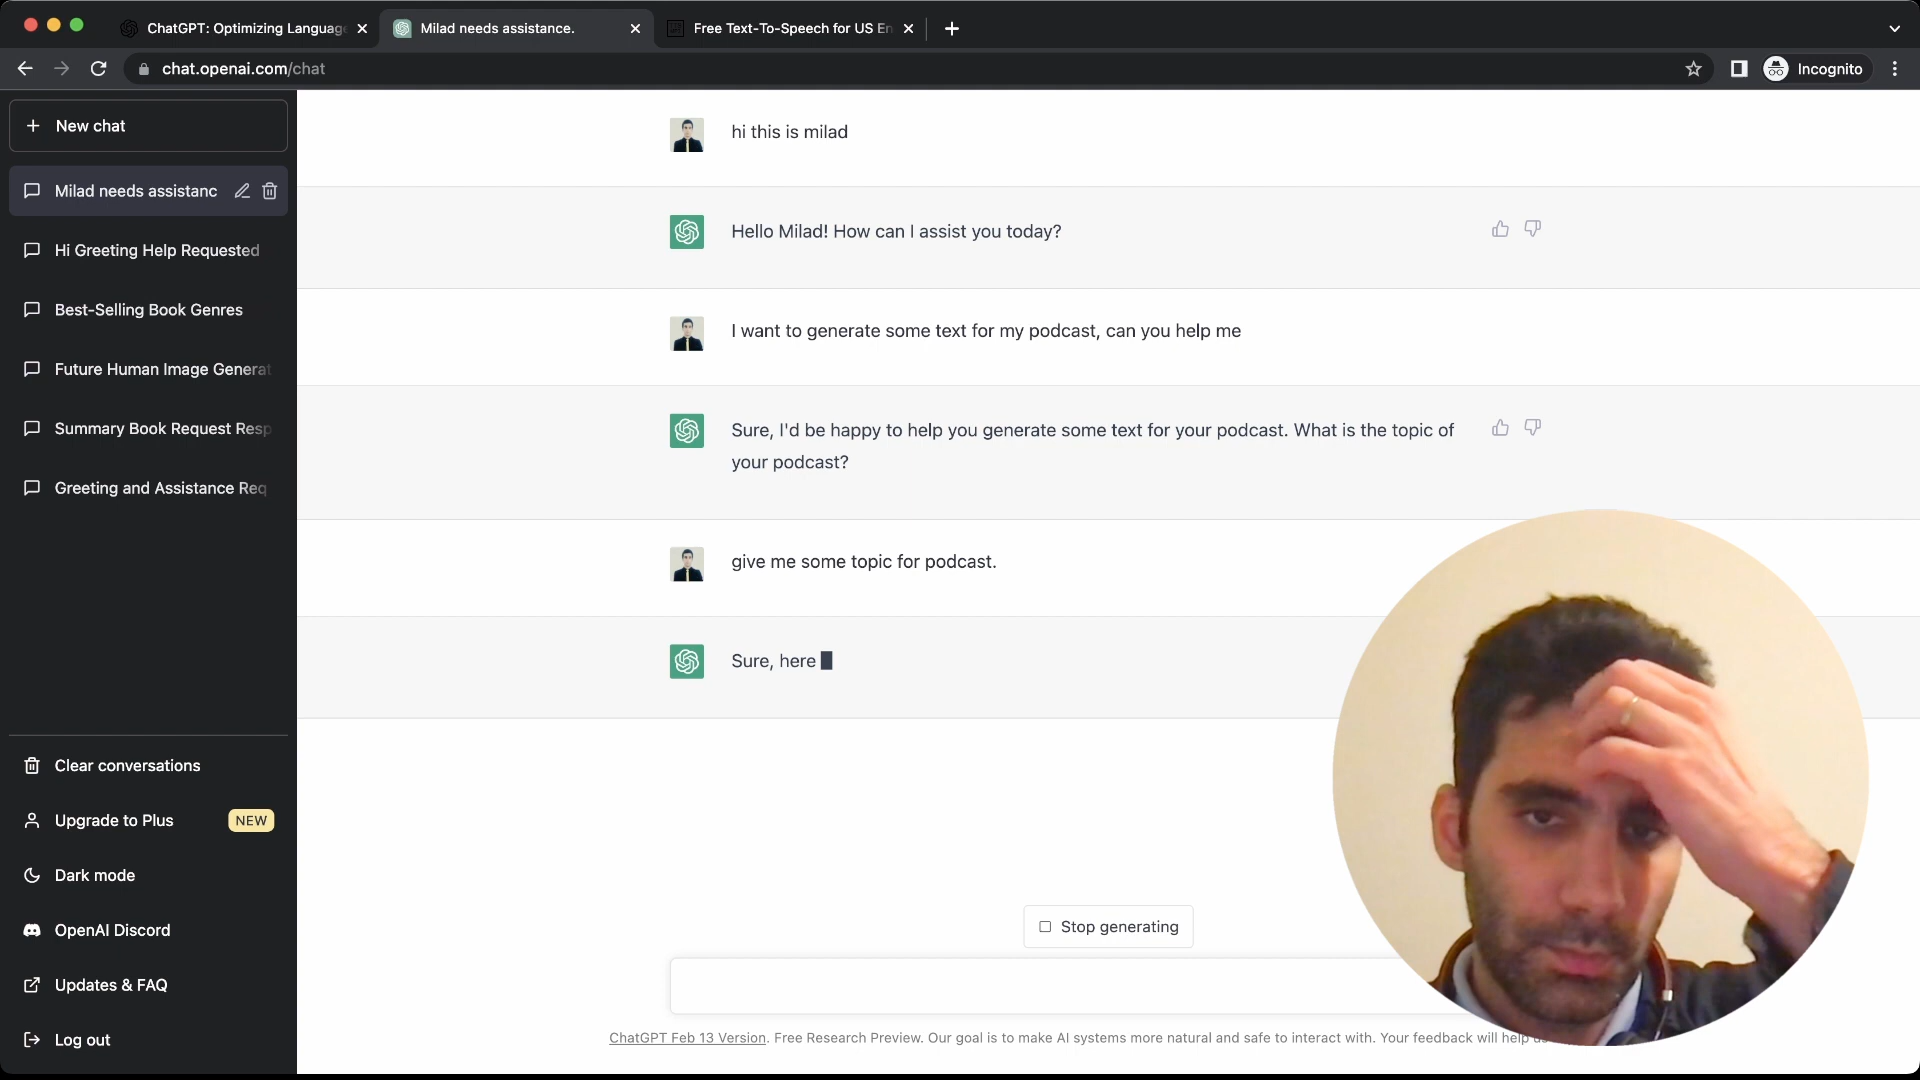 ChatGPT: Optimizing Language
Milad needs assistance.
Free Text-To-Speech for US En
chat.openai.com/chat
Incognito
New chat
Milad needs assistanc
Hi Greeting Help Requested
Best-Selling Book Genres
Future Human Image Generat
Summary Book Request Resp
Greeting and Assistance Req
Clear conversations
Upgrade to Plus NEW
Dark mode
OpenAI Discord
Updates & FAQ
Log out
hi this is milad
Hello Milad! How can I assist you today?
I want to generate some text for my podcast, can you help me
Sure, I'd be happy to help you generate some text for your podcast. What is the topic of
your podcast?
give me some topic for podcast.
Sure, here
Stop generating
ChatGPT Feb 13 Version. Free Research Preview. Our goal is to make AI systems more natural and safe to interact with. Your feedback will help